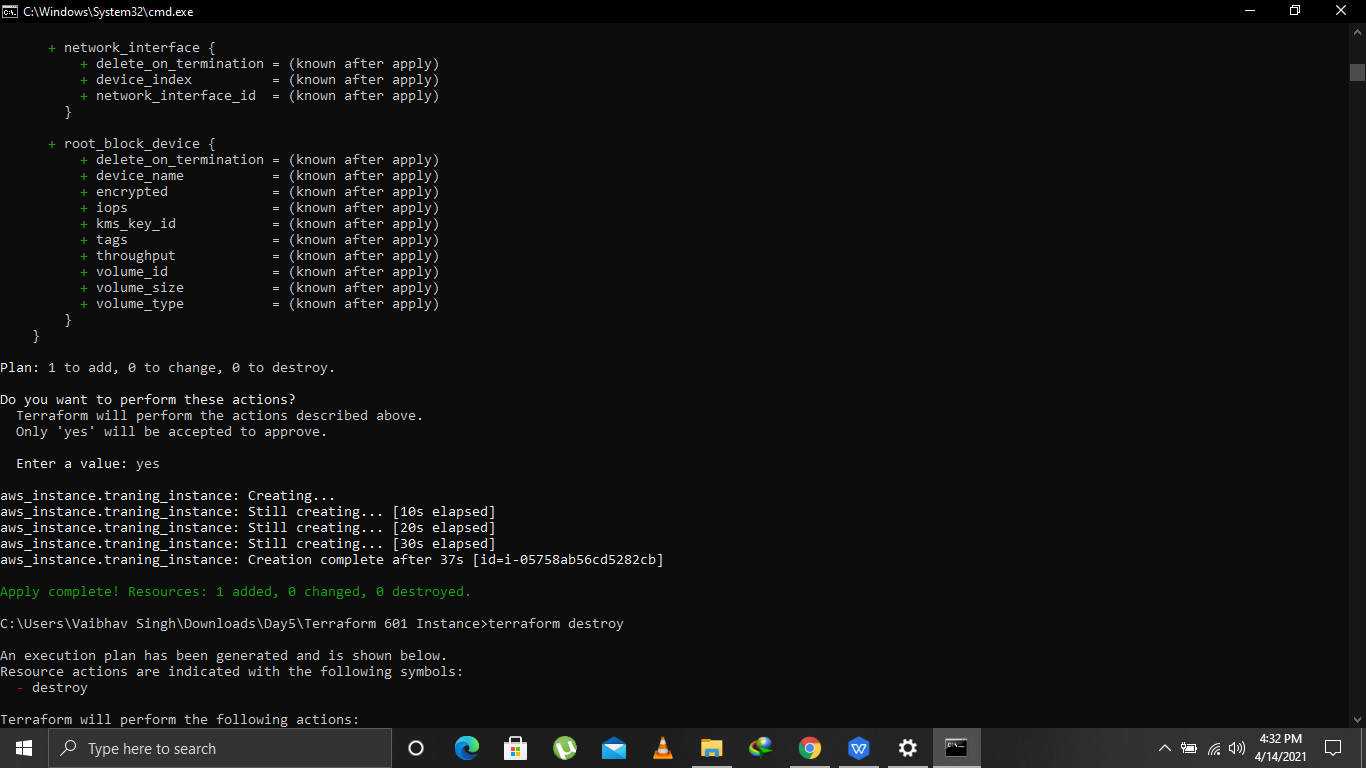 C:\Windows\System32\cmd.exe
+ network_interface {
+ delete_on_termination = (known after apply)
+ device_index          = (known after apply)
+ network_interface_id  = (known after apply)
}
+ root_block_device {
+ delete_on_termination = (known after apply)
+ device_name           = (known after apply)
+ encrypted             = (known after apply)
+ iops                  = (known after apply)
+ kms_key_id            = (known after apply)
+ tags                  = (known after apply)
+ throughput            = (known after apply)
+ volume_id             = (known after apply)
+ volume_size           = (known after apply)
+ volume_type           = (known after apply)
}
}
Plan: 1 to add, 0 to change, 0 to destroy.
Do you want to perform these actions?
Terraform will perform the actions described above.
Only 'yes' will be accepted to approve.
Enter a value: yes
aws_instance.traning_instance: Creating...
aws_instance.traning_instance: Still creating... [10s elapsed]
aws_instance.traning_instance: Still creating... [20s elapsed]
aws_instance.traning_instance: Still creating... [30s elapsed]
aws_instance.traning_instance: Creation complete after 37s [id=i-05758ab56cd5282cb]
Apply complete! Resources: 1 added, 0 changed, 0 destroyed.
C:\Users\Vaibhav Singh\Downloads\Day5\Terraform 601 Instance>terraform destroy
An execution plan has been generated and is shown below.
Resource actions are indicated with the following symbols:
- destroy
Terraform will perform the following actions:
Type here to search
4:32 PM
4/14/2021